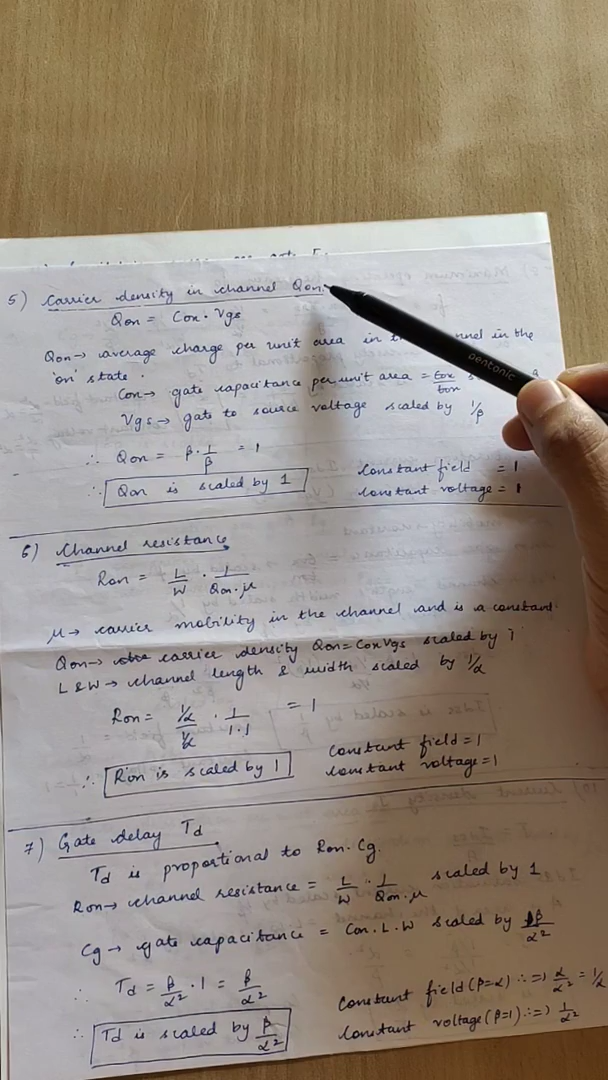 5) Carrier density in channel Qon.
Qon = Cox . Vgs
Qon → average charge per unit area in the channel in the
'on' state.
Cox → gate capacitance per unit area = εox/tox
Vgs → gate to source voltage scaled by 1/β
∴ Qon = β . 1/β = 1
∴ Qon is scaled by 1
Constant field = 1
Constant voltage = 1
6) Channel resistance
Ron = L/W . 1/Qon.μ
μ → carrier mobility in the channel and is a constant.
Qon → carrier density Qon = Cox Vgs scaled by 1
L & W → channel length & width scaled by 1/α
Ron = 1/α / 1/α . 1/1.1 = 1
∴ Ron is scaled by 1
Constant field = 1
Constant voltage = 1
7) Gate delay Td
Td is proportional to Ron. Cg.
Ron → channel resistance = L/W . 1/Qon.μ scaled by 1
Cg → gate capacitance = Cox.L.W scaled by β/α²
∴ Td = β/α² . 1 = β/α²
∴ Td is scaled by β/α²
Constant field (β=α) ∴ => α/α² = 1/α
Constant voltage (β=1) ∴ => 1/α²
pentonic